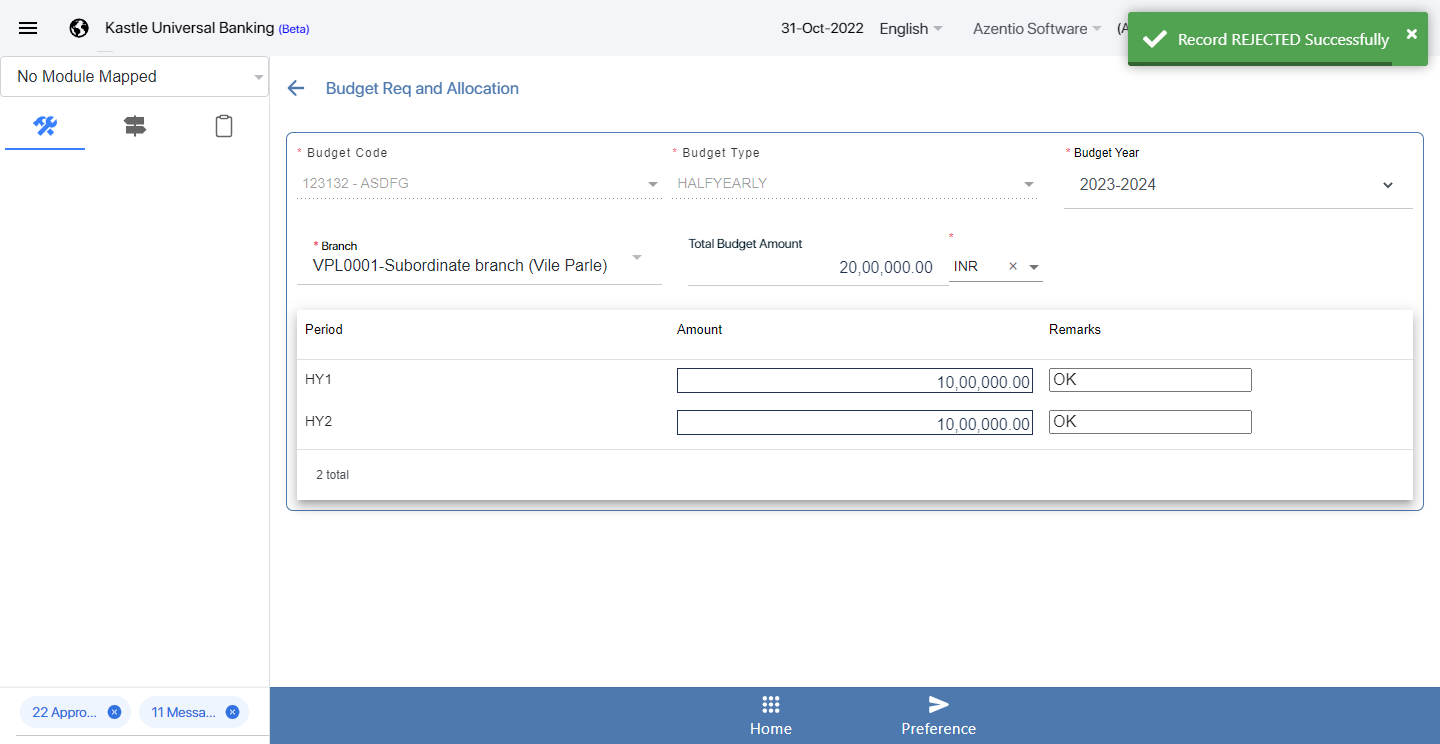 Kastle Universal Banking (Beta)
31-Oct-2022
English
Azentio Software
(A
Record REJECTED Successfully
×
No Module Mapped
Budget Req and Allocation
* Budget Code
* Budget Type
* Budget Year
123132 - ASDFG
HALFYEARLY
2023-2024
* Branch
Total Budget Amount
*
VPL0001-Subordinate branch (Vile Parle)
20,00,000.00
INR ×
Period Amount Remarks
HY1 10,00,000.00 OK
HY2 10,00,000.00 OK
2 total
22 Appro...
11 Messa...
Home
Preference